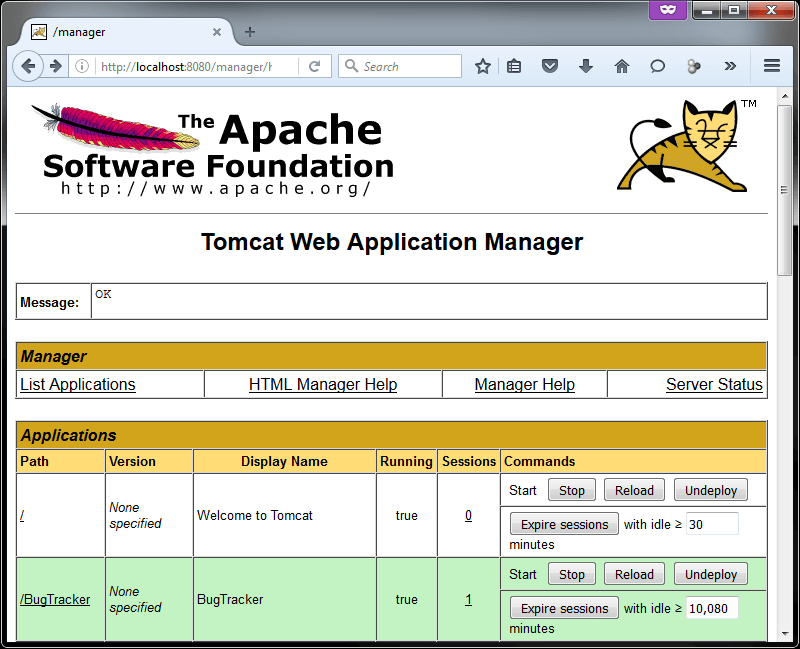 /manager
http://localhost:8080/manager/h
Search
The Apache
Software Foundation
http://www.apache.org/
TM
Tomcat Web Application Manager
Message: OK
Manager
List Applications HTML Manager Help Manager Help Server Status
Applications
Path Version Display Name Running Sessions Commands
/ None specified Welcome to Tomcat true 0 Start Stop Reload Undeploy
Expire sessions with idle ≥ 30
minutes
/BugTracker None specified BugTracker true 1 Start Stop Reload Undeploy
Expire sessions with idle ≥ 10,080
minutes